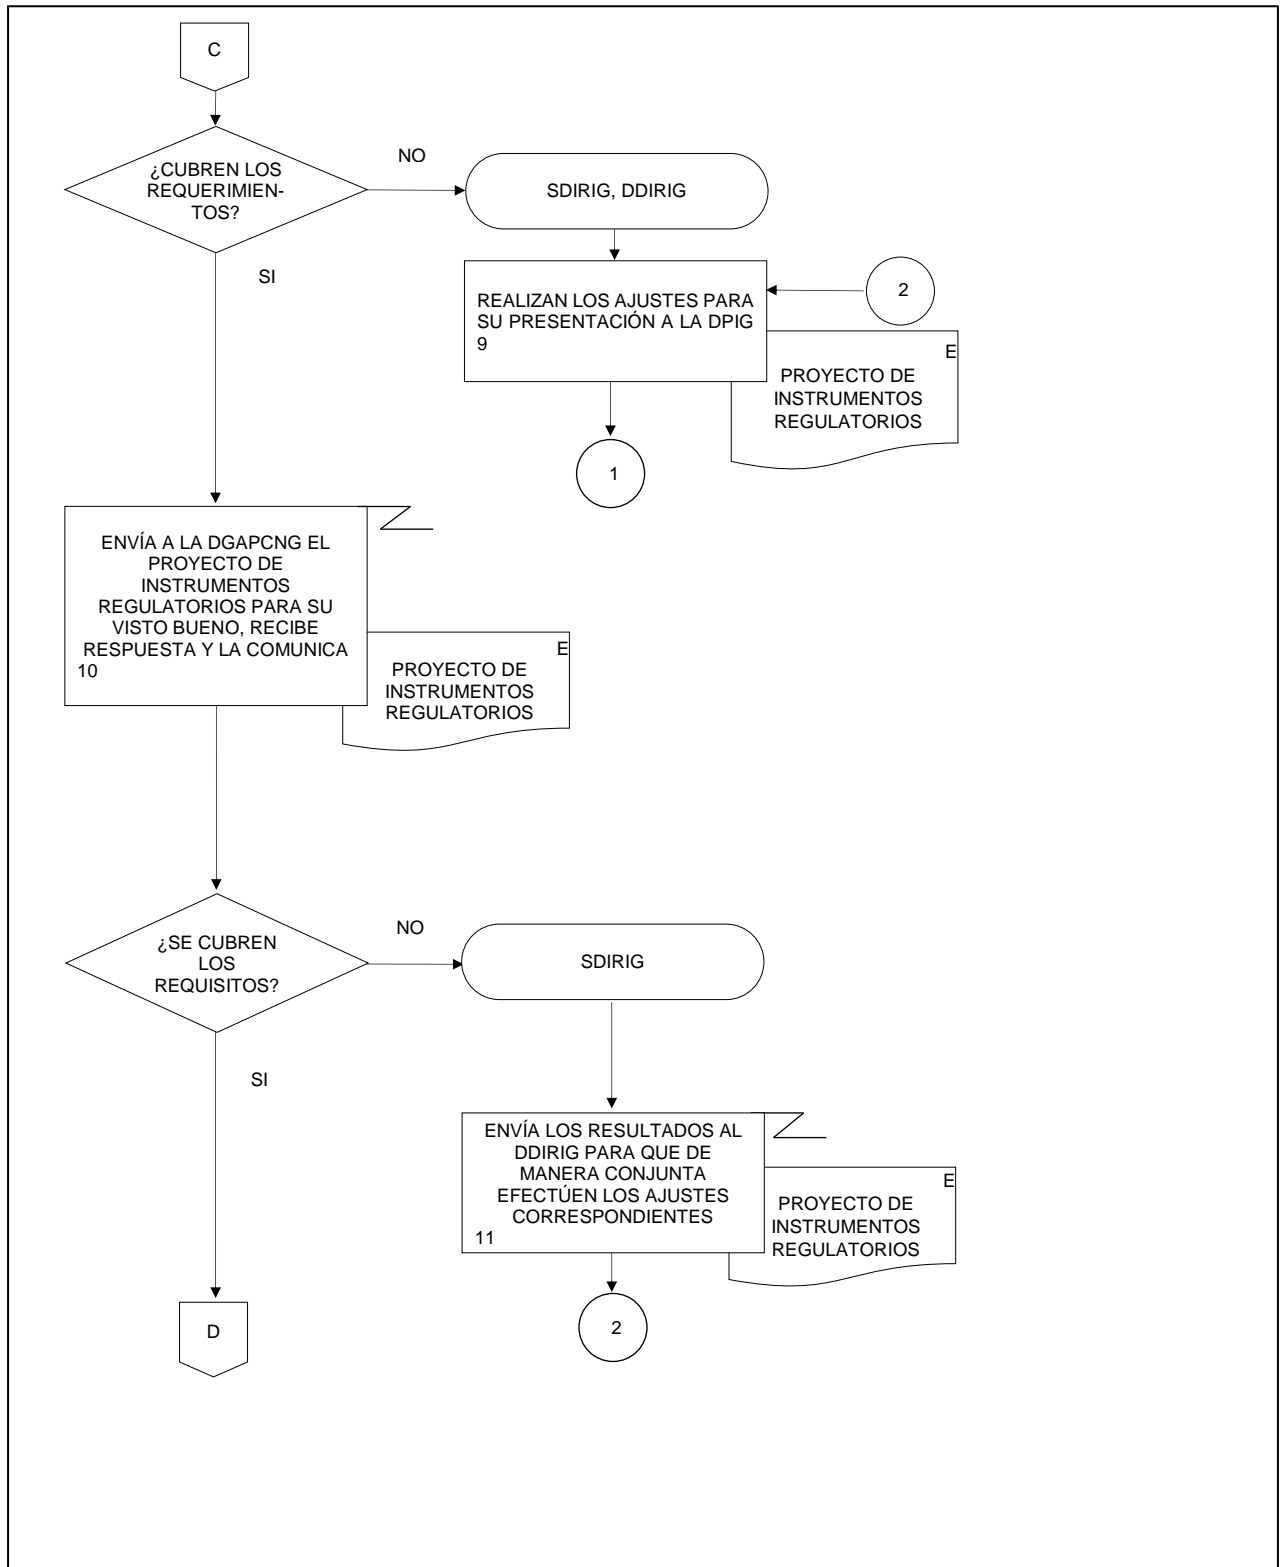 C
¿CUBREN LOS
REQUERIMIEN-
TOS?
NO
SDIRIG, DDIRIG
SI
REALIZAN LOS AJUSTES PARA
SU PRESENTACIÓN A LA DPIG
9
2
E
PROYECTO DE
INSTRUMENTOS
REGULATORIOS
1
ENVÍA A LA DGAPCNG EL
PROYECTO DE
INSTRUMENTOS
REGULATORIOS PARA SU
VISTO BUENO, RECIBE
RESPUESTA Y LA COMUNICA
10
E
PROYECTO DE
INSTRUMENTOS
REGULATORIOS
¿SE CUBREN
LOS
REQUISITOS?
NO
SDIRIG
SI
ENVÍA LOS RESULTADOS AL
DDIRIG PARA QUE DE
MANERA CONJUNTA
EFECTÚEN LOS AJUSTES
CORRESPONDIENTES
11
E
PROYECTO DE
INSTRUMENTOS
REGULATORIOS
D
2